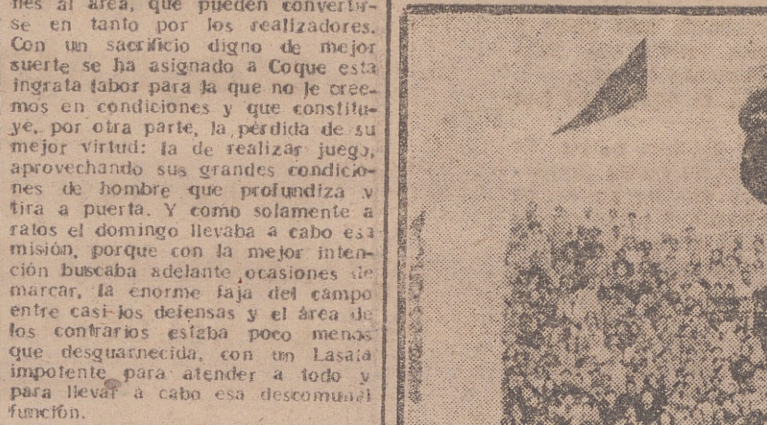 nes al área, que pueden convertir-
se en tanto por los realizadores.
Con un sacrificio digno de mejor
suerte se ha asignado a Coque esta
ingrata labor para la que no le cree-
mos en condiciones y que constitu-
ye, por otra parte, la pérdida de su
mejor virtud: la de realizar juego,
aprovechando sus grandes condicio-
nes de hombre que profundiza y
tira a puerta. Y como solamente a
ratos el domingo llevaba a cabo esa
misión, porque con la mejor inten-
ción buscaba adelante ocasiones de
marcar, la enorme faja del campo
entre casi los defensas y el área de
los contrarios estaba poco menos
que desguarnecida, con un Lasala
impotente para atender a todo y
para llevar a cabo esa descomunal
función.